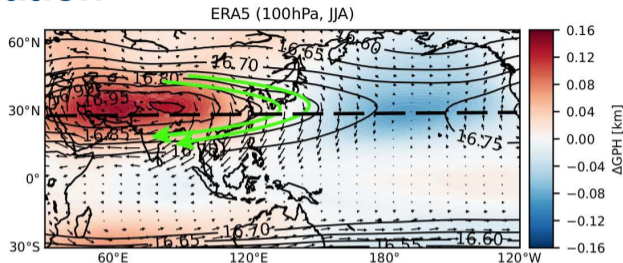 ERA5 (100hPa, JJA)
60°N
30°N
0°
30°S
60°E
120°E
180°
120°W
16.65
16.60
16.70
16.80
16.95
16.85
16.75
16.65
16.70
16.55
16.60
0.16
0.12
0.08
0.04
0.00
−0.04
−0.08
−0.12
−0.16
ΔGPH [km]